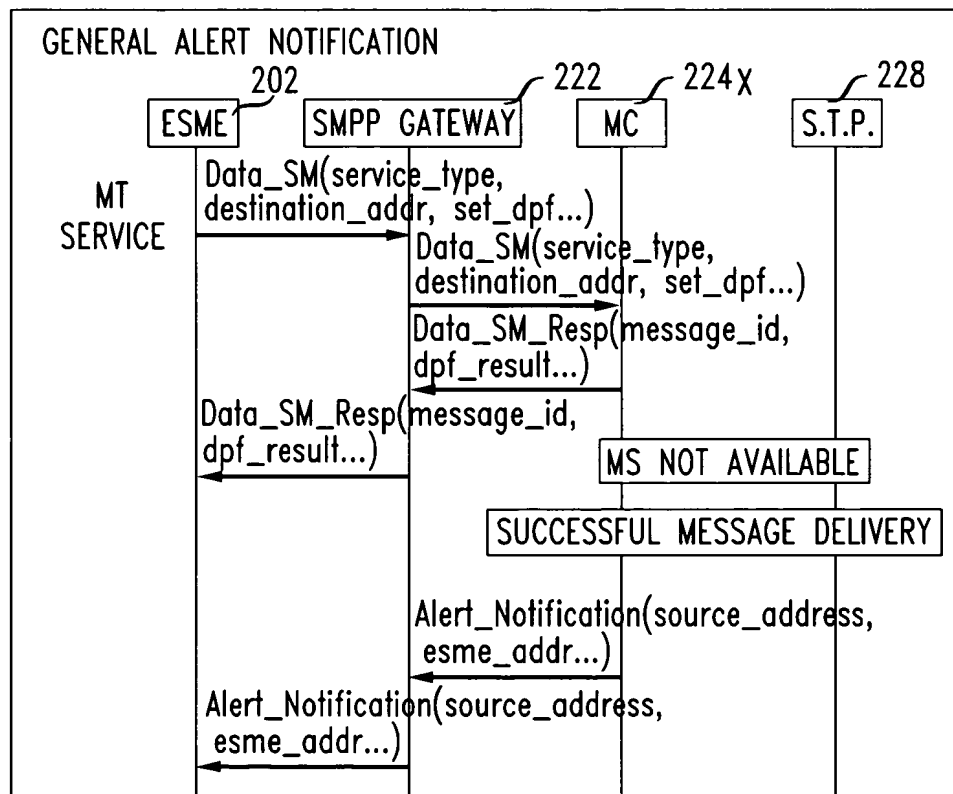 GENERAL ALERT NOTIFICATION
202
222
224X
228
ESME
SMPP GATEWAY
MC
S.T.P.
MT
SERVICE
Data_SM(service_type,
destination_addr, set_dpf...)
Data_SM(service_type,
destination_addr, set_dpf...)
Data_SM_Resp(message_id,
dpf_result...)
Data_SM_Resp(message_id,
dpf_result...)
MS NOT AVAILABLE
SUCCESSFUL MESSAGE DELIVERY
Alert_Notification(source_address,
esme_addr...)
Alert_Notification(source_address,
esme_addr...)